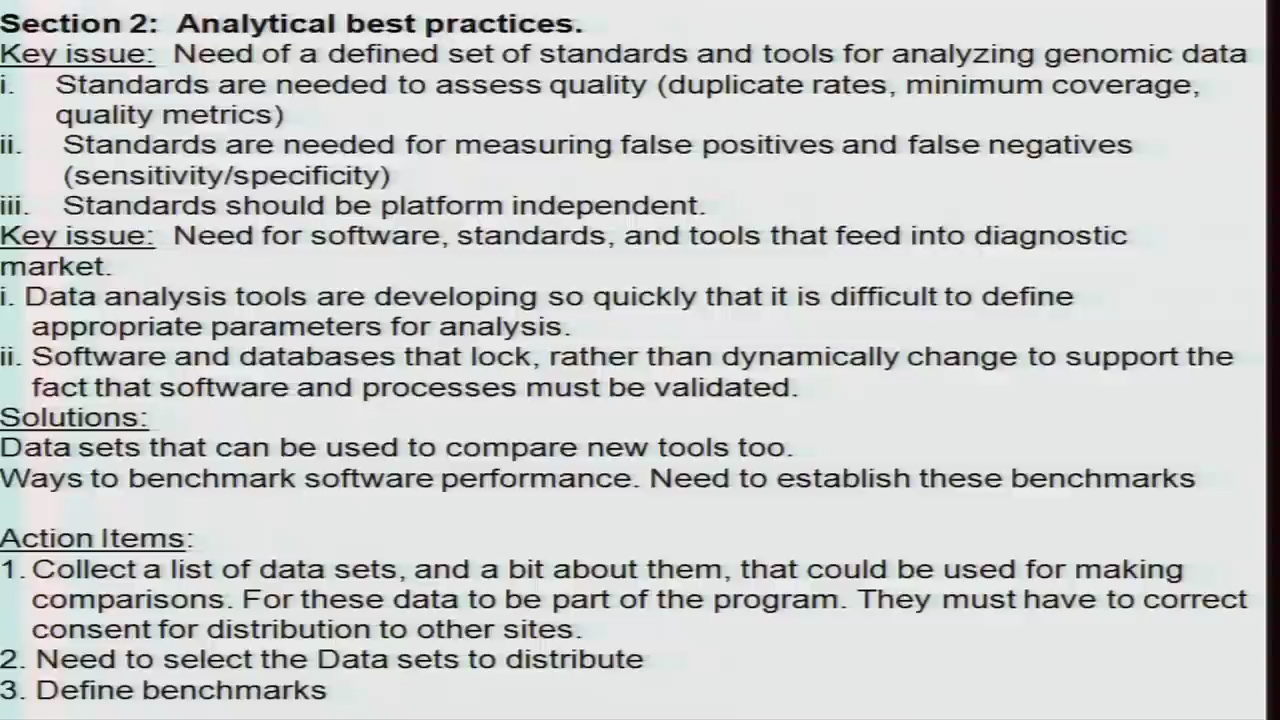 Section 2:  Analytical best practices.
Key issue:  Need of a defined set of standards and tools for analyzing genomic data
i.    Standards are needed to assess quality (duplicate rates, minimum coverage,
quality metrics)
ii.    Standards are needed for measuring false positives and false negatives
(sensitivity/specificity)
iii.   Standards should be platform independent.
Key issue:  Need for software, standards, and tools that feed into diagnostic
market.
i. Data analysis tools are developing so quickly that it is difficult to define
appropriate parameters for analysis.
ii. Software and databases that lock, rather than dynamically change to support the
fact that software and processes must be validated.
Solutions:
Data sets that can be used to compare new tools too.
Ways to benchmark software performance. Need to establish these benchmarks
Action Items:
1. Collect a list of data sets, and a bit about them, that could be used for making
comparisons. For these data to be part of the program. They must have to correct
consent for distribution to other sites.
2. Need to select the Data sets to distribute
3. Define benchmarks